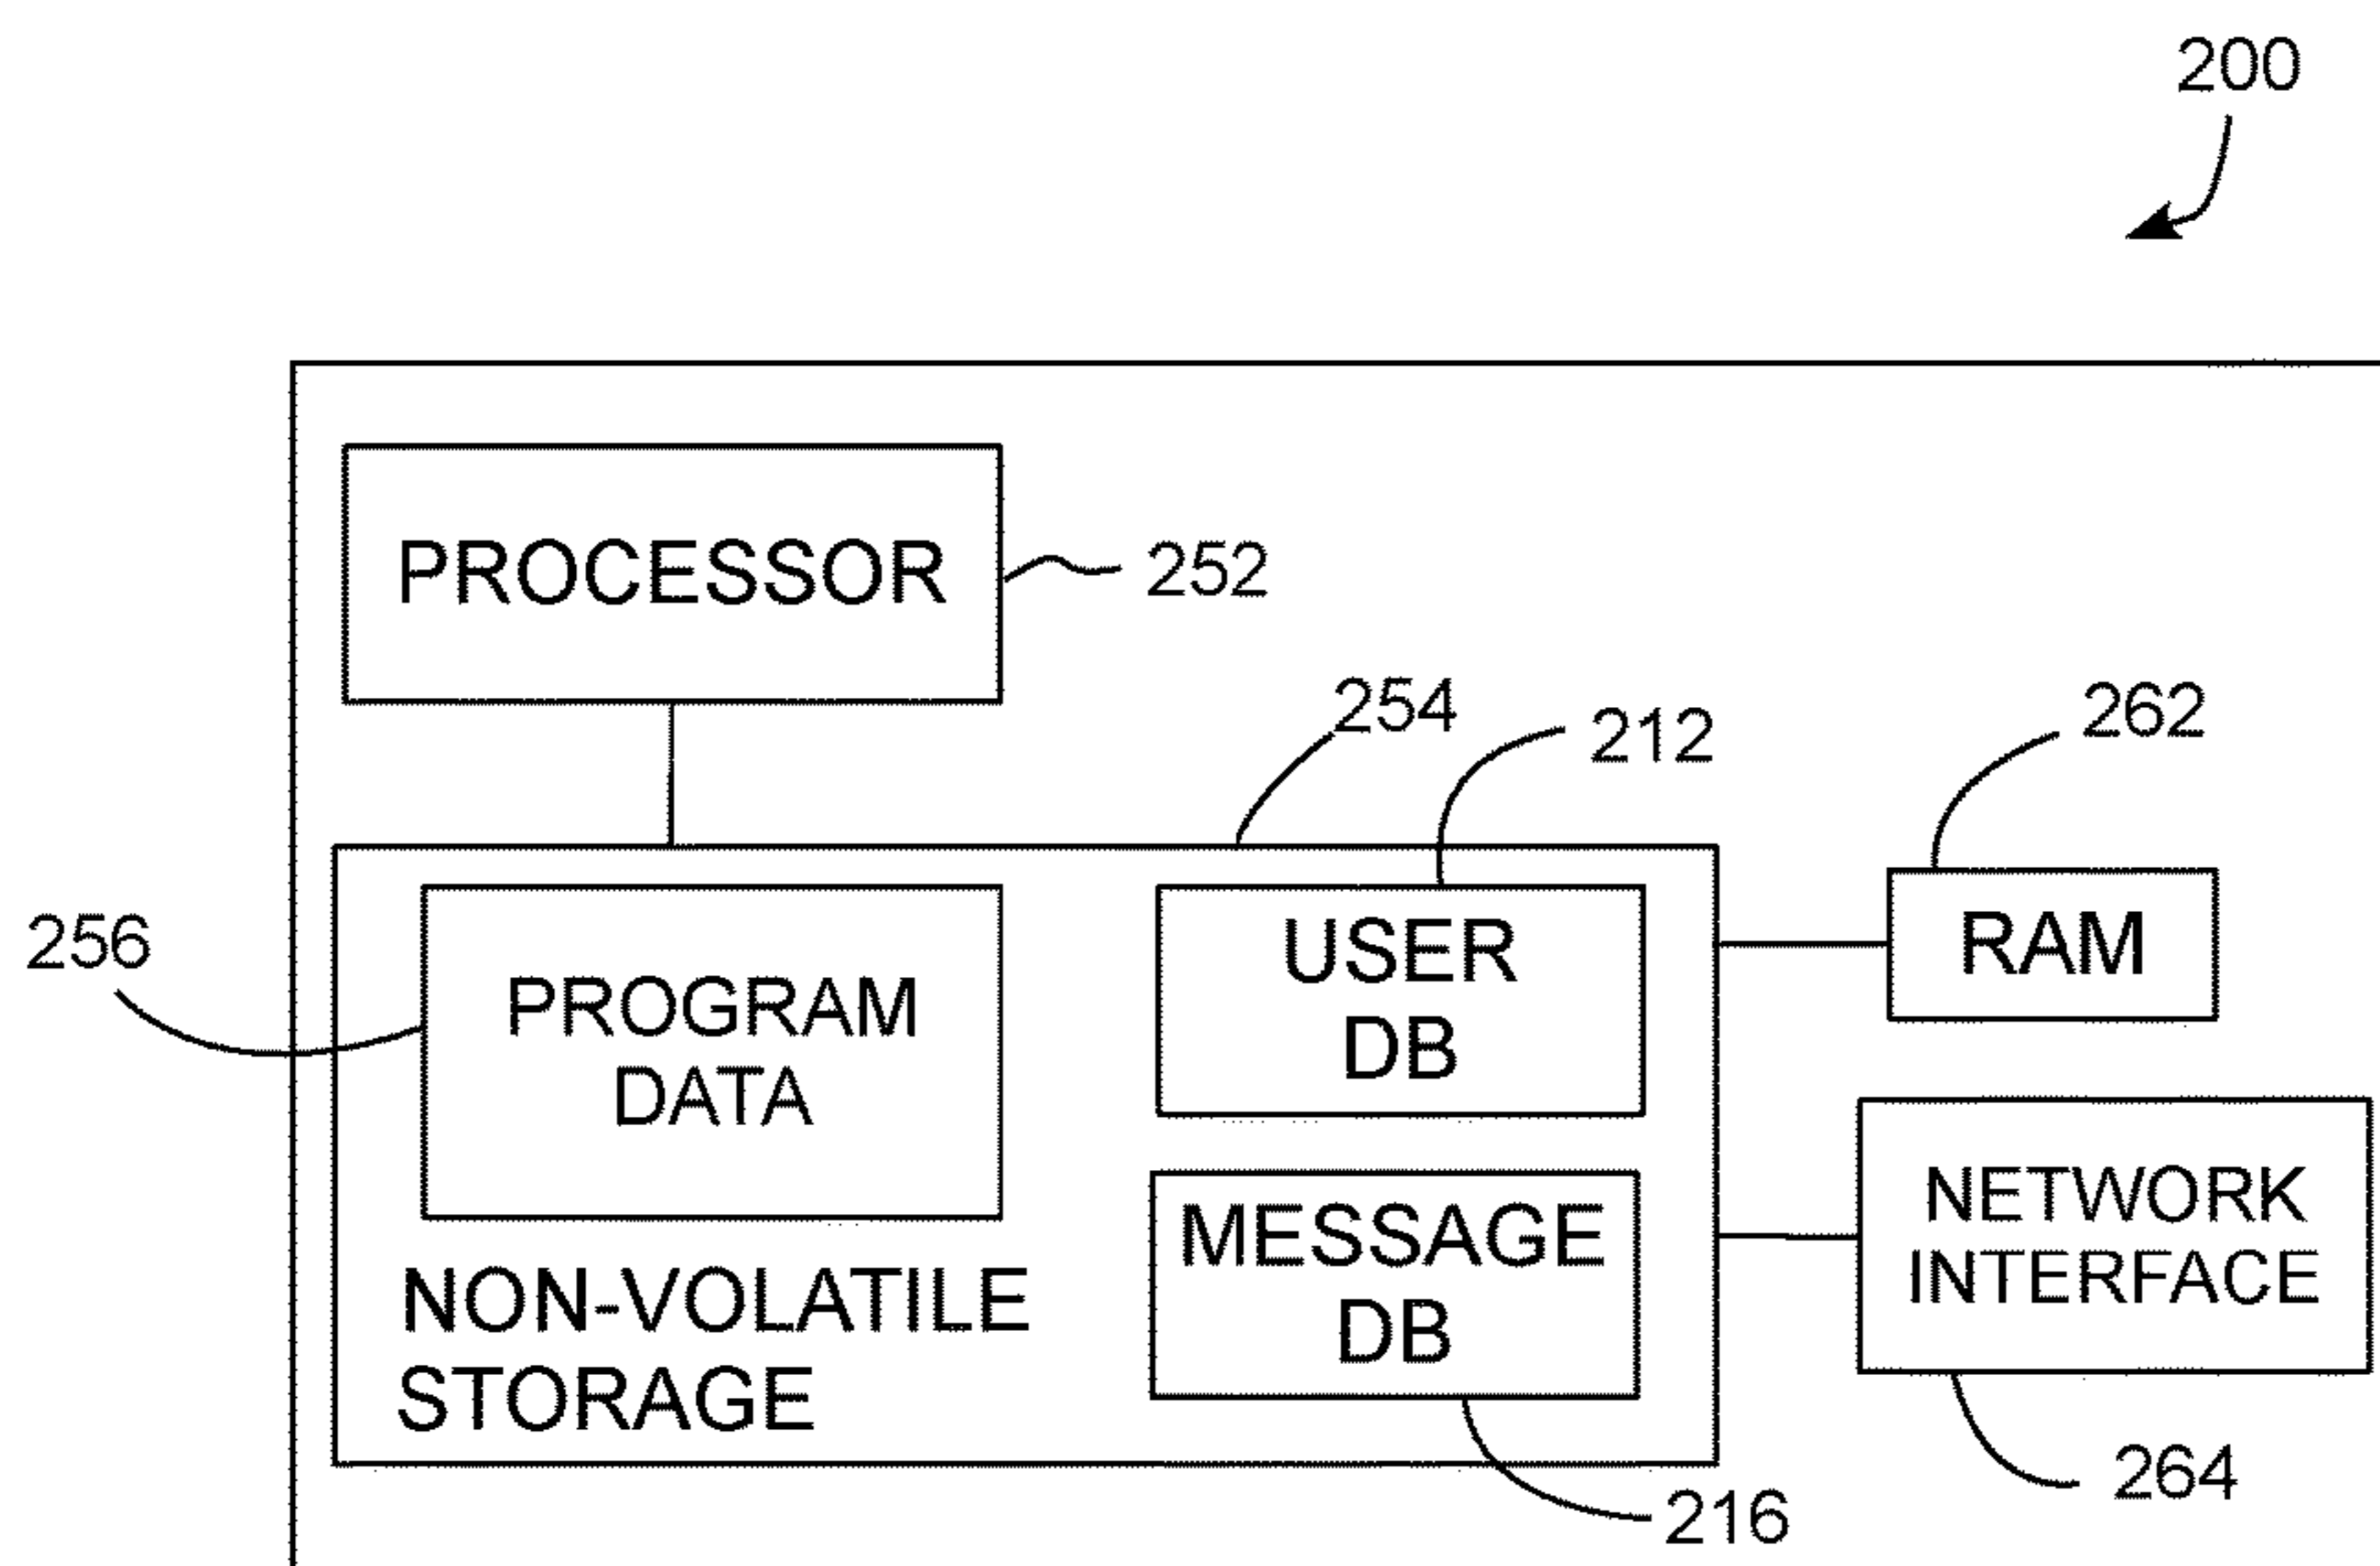 200
PROCESSOR
252
254
212
262
256
PROGRAM
DATA
USER
DB
RAM
MESSAGE
DB
NETWORK
INTERFACE
NON-VOLATILE
STORAGE
264
216